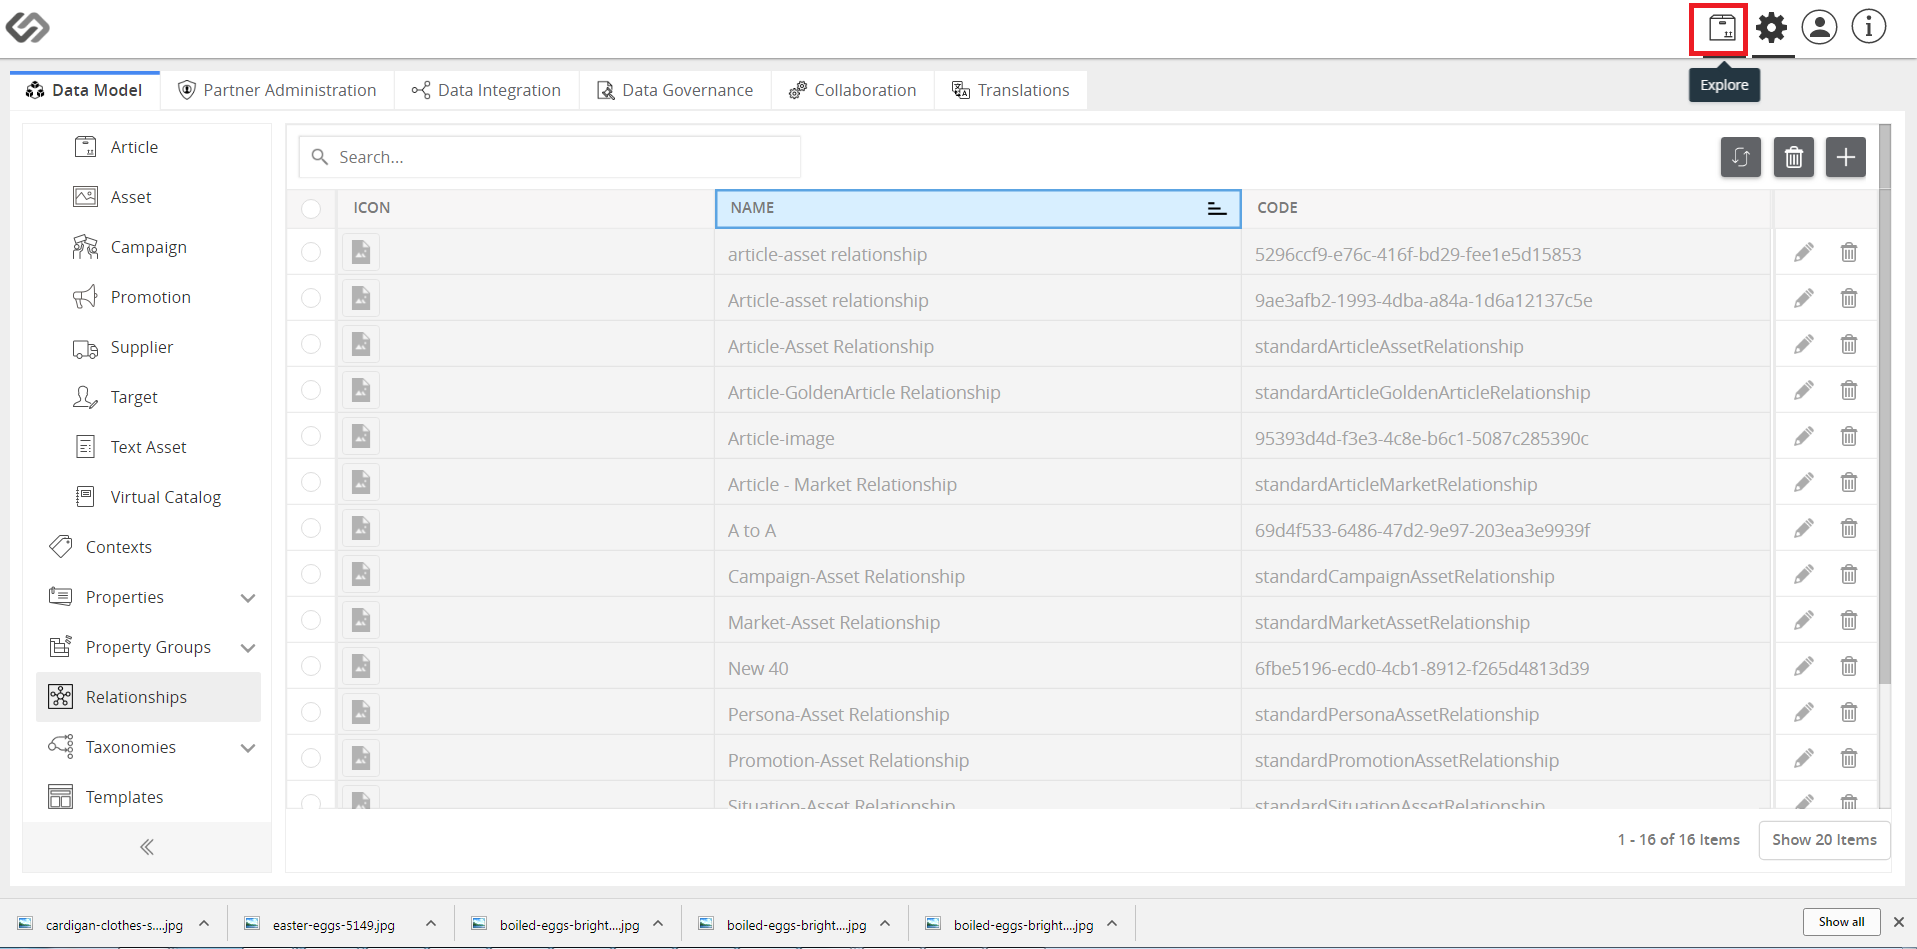 Explore
Data Model
Partner Administration
Data Integration
Data Governance
Collaboration
Translations
Article
Asset
Campaign
Promotion
Supplier
Target
Text Asset
Virtual Catalog
Contexts
Properties
Property Groups
Relationships
Taxonomies
Templates
Search...
ICON NAME CODE
article-asset relationship 5296ccf9-e76c-416f-bd29-fee1e5d15853
Article-asset relationship 9ae3afb2-1993-4dba-a84a-1d6a12137c5e
Article-Asset Relationship standardArticleAssetRelationship
Article-GoldenArticle Relationship standardArticleGoldenArticleRelationship
Article-image 95393d4d-f3e3-4c8e-b6c1-5087c285390c
Article - Market Relationship standardArticleMarketRelationship
A to A 69d4f533-6486-47d2-9e97-203ea3e9939f
Campaign-Asset Relationship standardCampaignAssetRelationship
Market-Asset Relationship standardMarketAssetRelationship
New 40 6fbe5196-ecd0-4cb1-8912-f265d4813d39
Persona-Asset Relationship standardPersonaAssetRelationship
Promotion-Asset Relationship standardPromotionAssetRelationship
Situation-Asset Relationship standardSituationAssetRelationship
1 - 16 of 16 Items Show 20 Items
cardigan-clothes-s....jpg easter-eggs-5149.jpg boiled-eggs-bright....jpg boiled-eggs-bright....jpg boiled-eggs-bright....jpg Show all